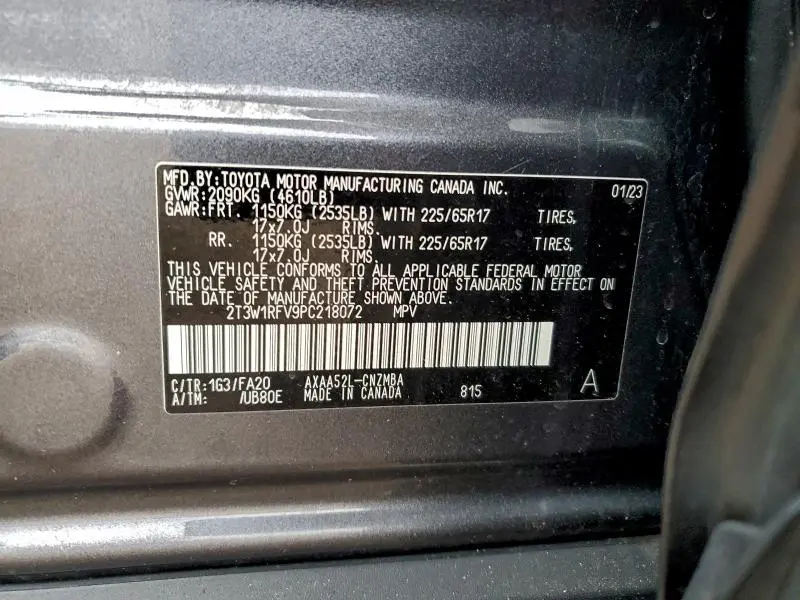 MFD.BY:TOYOTA MOTOR MANUFACTURING CANADA INC. 01/23
GVWR:2090KG (4610LB)
GAWR:FRT. 1150KG (2535LB) WITH 225/65R17 TIRES,
17x7.0J RIMS.
RR. 1150KG (2535LB) WITH 225/65R17 TIRES,
17x7.0J RIMS.
THIS VEHICLE CONFORMS TO ALL APPLICABLE FEDERAL MOTOR
VEHICLE SAFETY AND THEFT PREVENTION STANDARDS IN EFFECT ON
THE DATE OF MANUFACTURE SHOWN ABOVE.
2T3W1RFV9PC218072 MPV
C/TR:1G3/FA20 AXAA52L-CNZMBA
A/TM: /UB80E MADE IN CANADA 815 A